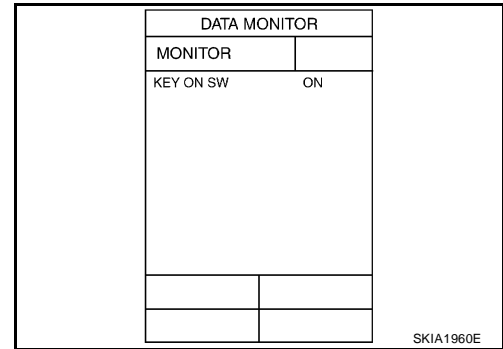 DATA MONITOR
MONITOR
KEY ON SW ON
SKIA1960E